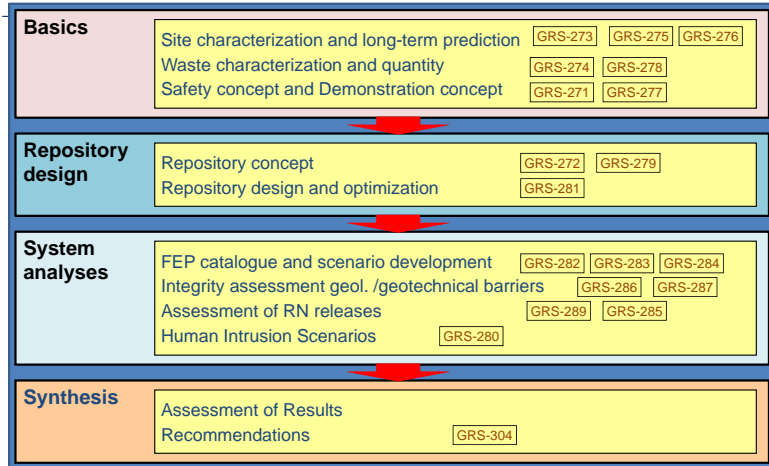 Basics
Site characterization and long-term prediction GRS-273 GRS-275 GRS-276
Waste characterization and quantity GRS-274 GRS-278
Safety concept and Demonstration concept GRS-271 GRS-277
Repository design
Repository concept GRS-272 GRS-279
Repository design and optimization GRS-281
System analyses
FEP catalogue and scenario development GRS-282 GRS-283 GRS-284
Integrity assessment geol. /geotechnical barriers GRS-286 GRS-287
Assessment of RN releases GRS-289 GRS-285
Human Intrusion Scenarios GRS-280
Synthesis
Assessment of Results
Recommendations GRS-304